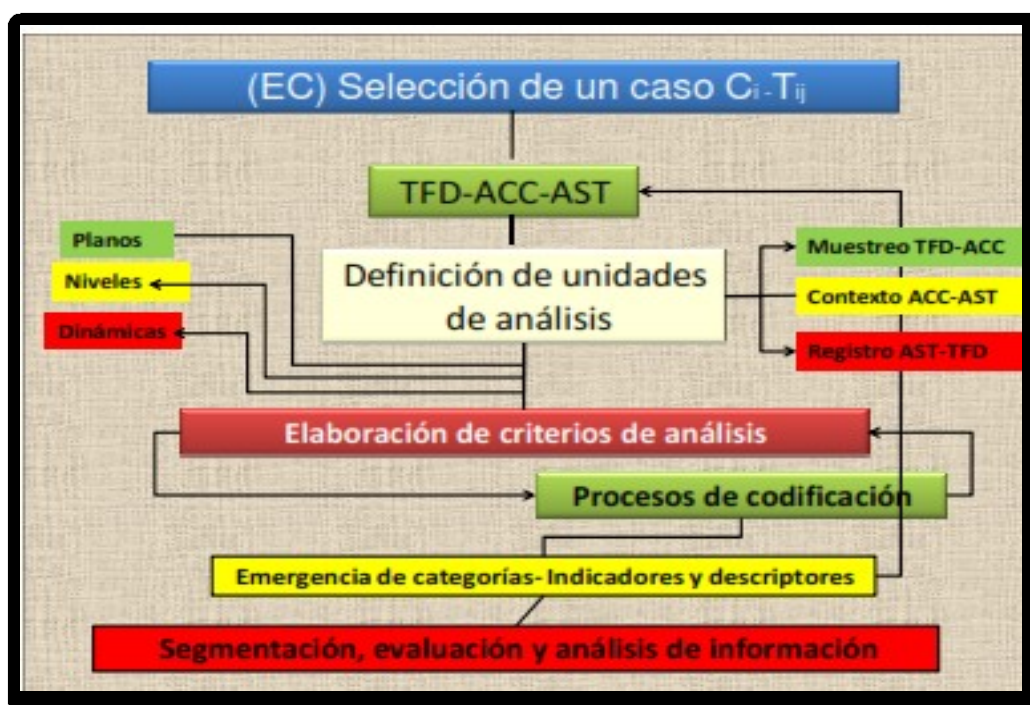 (EC) Selección de un caso Ci -Tij
TFD-ACC-AST
Planos
Niveles
Dinámicas
Definición de unidades
de análisis
Muestreo TFD-ACC
Contexto ACC-AST
Registro AST-TFD
Elaboración de criterios de análisis
Procesos de codificación
Emergencia de categorías- Indicadores y descriptores
Segmentación, evaluación y análisis de información